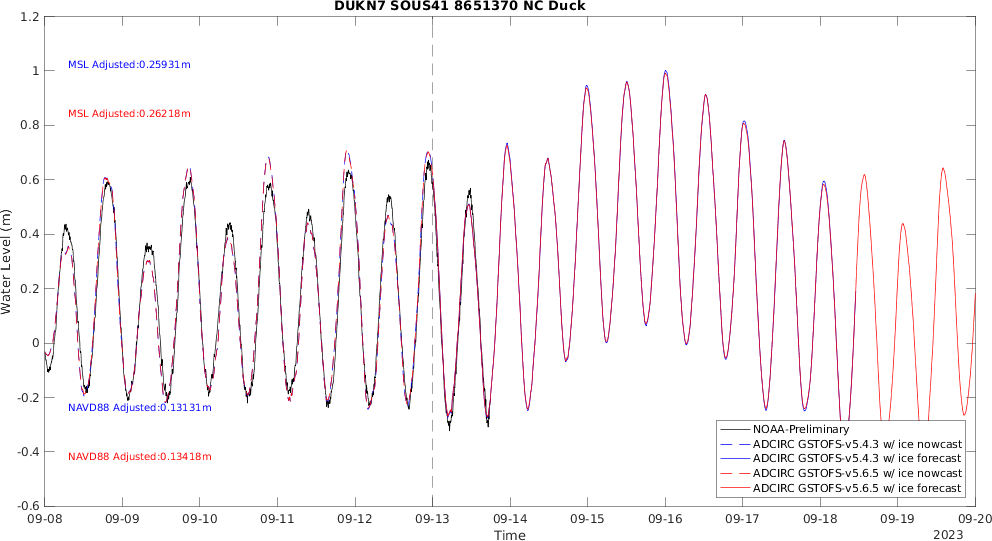 DUKN7 SOUS41 8651370 NC Duck
1.2
1
0.8
0.6
0.4
0.2
0
-0.2
-0.4
-0.6
Water Level (m)
MSL Adjusted:0.25931m
MSL Adjusted:0.26218m
NAVD88 Adjusted:0.13131m
NAVD88 Adjusted:0.13418m
NOAA-Preliminary
ADCIRC GSTOFS-v5.4.3 w/ ice nowcast
ADCIRC GSTOFS-v5.4.3 w/ ice forecast
ADCIRC GSTOFS-v5.6.5 w/ ice nowcast
ADCIRC GSTOFS-v5.6.5 w/ ice forecast
09-08 09-09 09-10 09-11 09-12 09-13 09-14 09-15 09-16 09-17 09-18 09-19 09-20
Time
2023